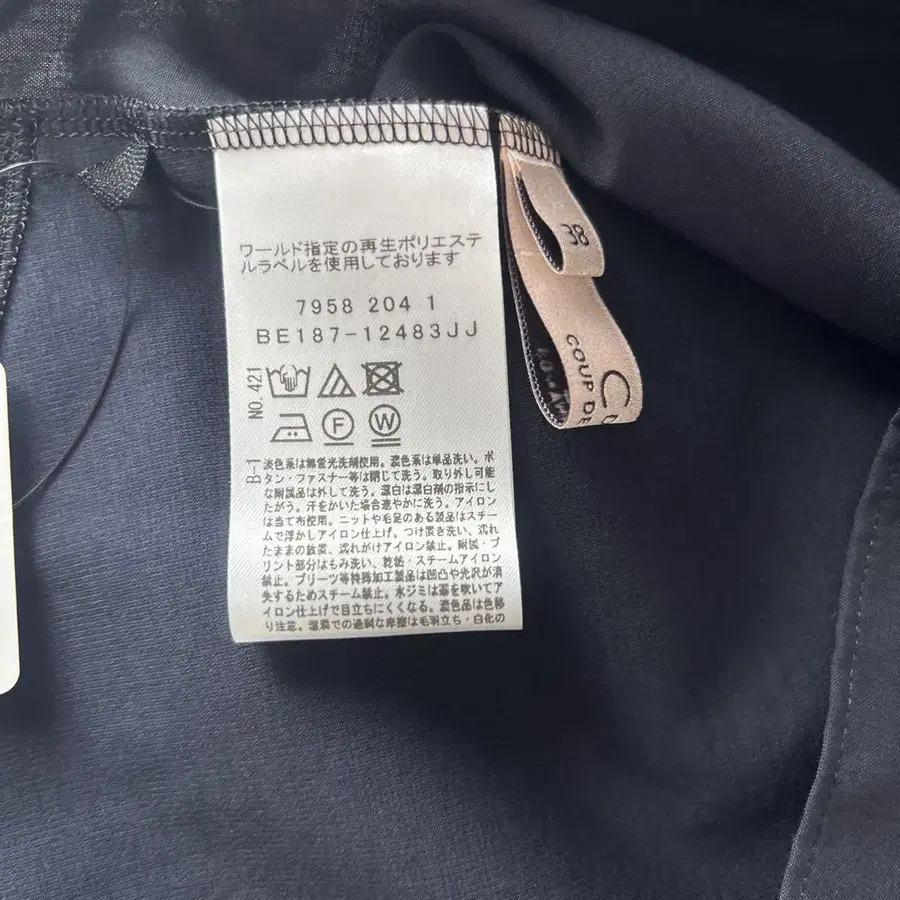 ワールド指定の再生ポリエステ
ルラベルを使用しております
7958 204 1
BE187-12483JJ
NO.421
F
W
B-1
淡色系は無蛍光洗剤使用。濃色系は単品洗い。ボ
タン・ファスナー等は閉じて洗う。取り外し可能
な附属品は外して洗う。漂白は漂白剤の指示にし
たがう。汗をかいた場合速やかに洗う。アイロン
は当て布使用。ニットや毛足のある製品はスチー
ムで浮かしアイロン仕上げ。つけ置き洗い、濡れ
たままの放置、濡れがけアイロン禁止。附属・プ
リント部分はもみ洗い、乾燥・スチームアイロン
禁止。プリーツ等特殊加工製品は凹凸や光沢が消
失するためスチーム禁止。水ジミは霧を吹いてア
イロン仕上げで目立ちにくくなる。濃色品は色移
り注意。湿潤での過剰な摩擦は毛羽立ち・白化の
38
COUP DE